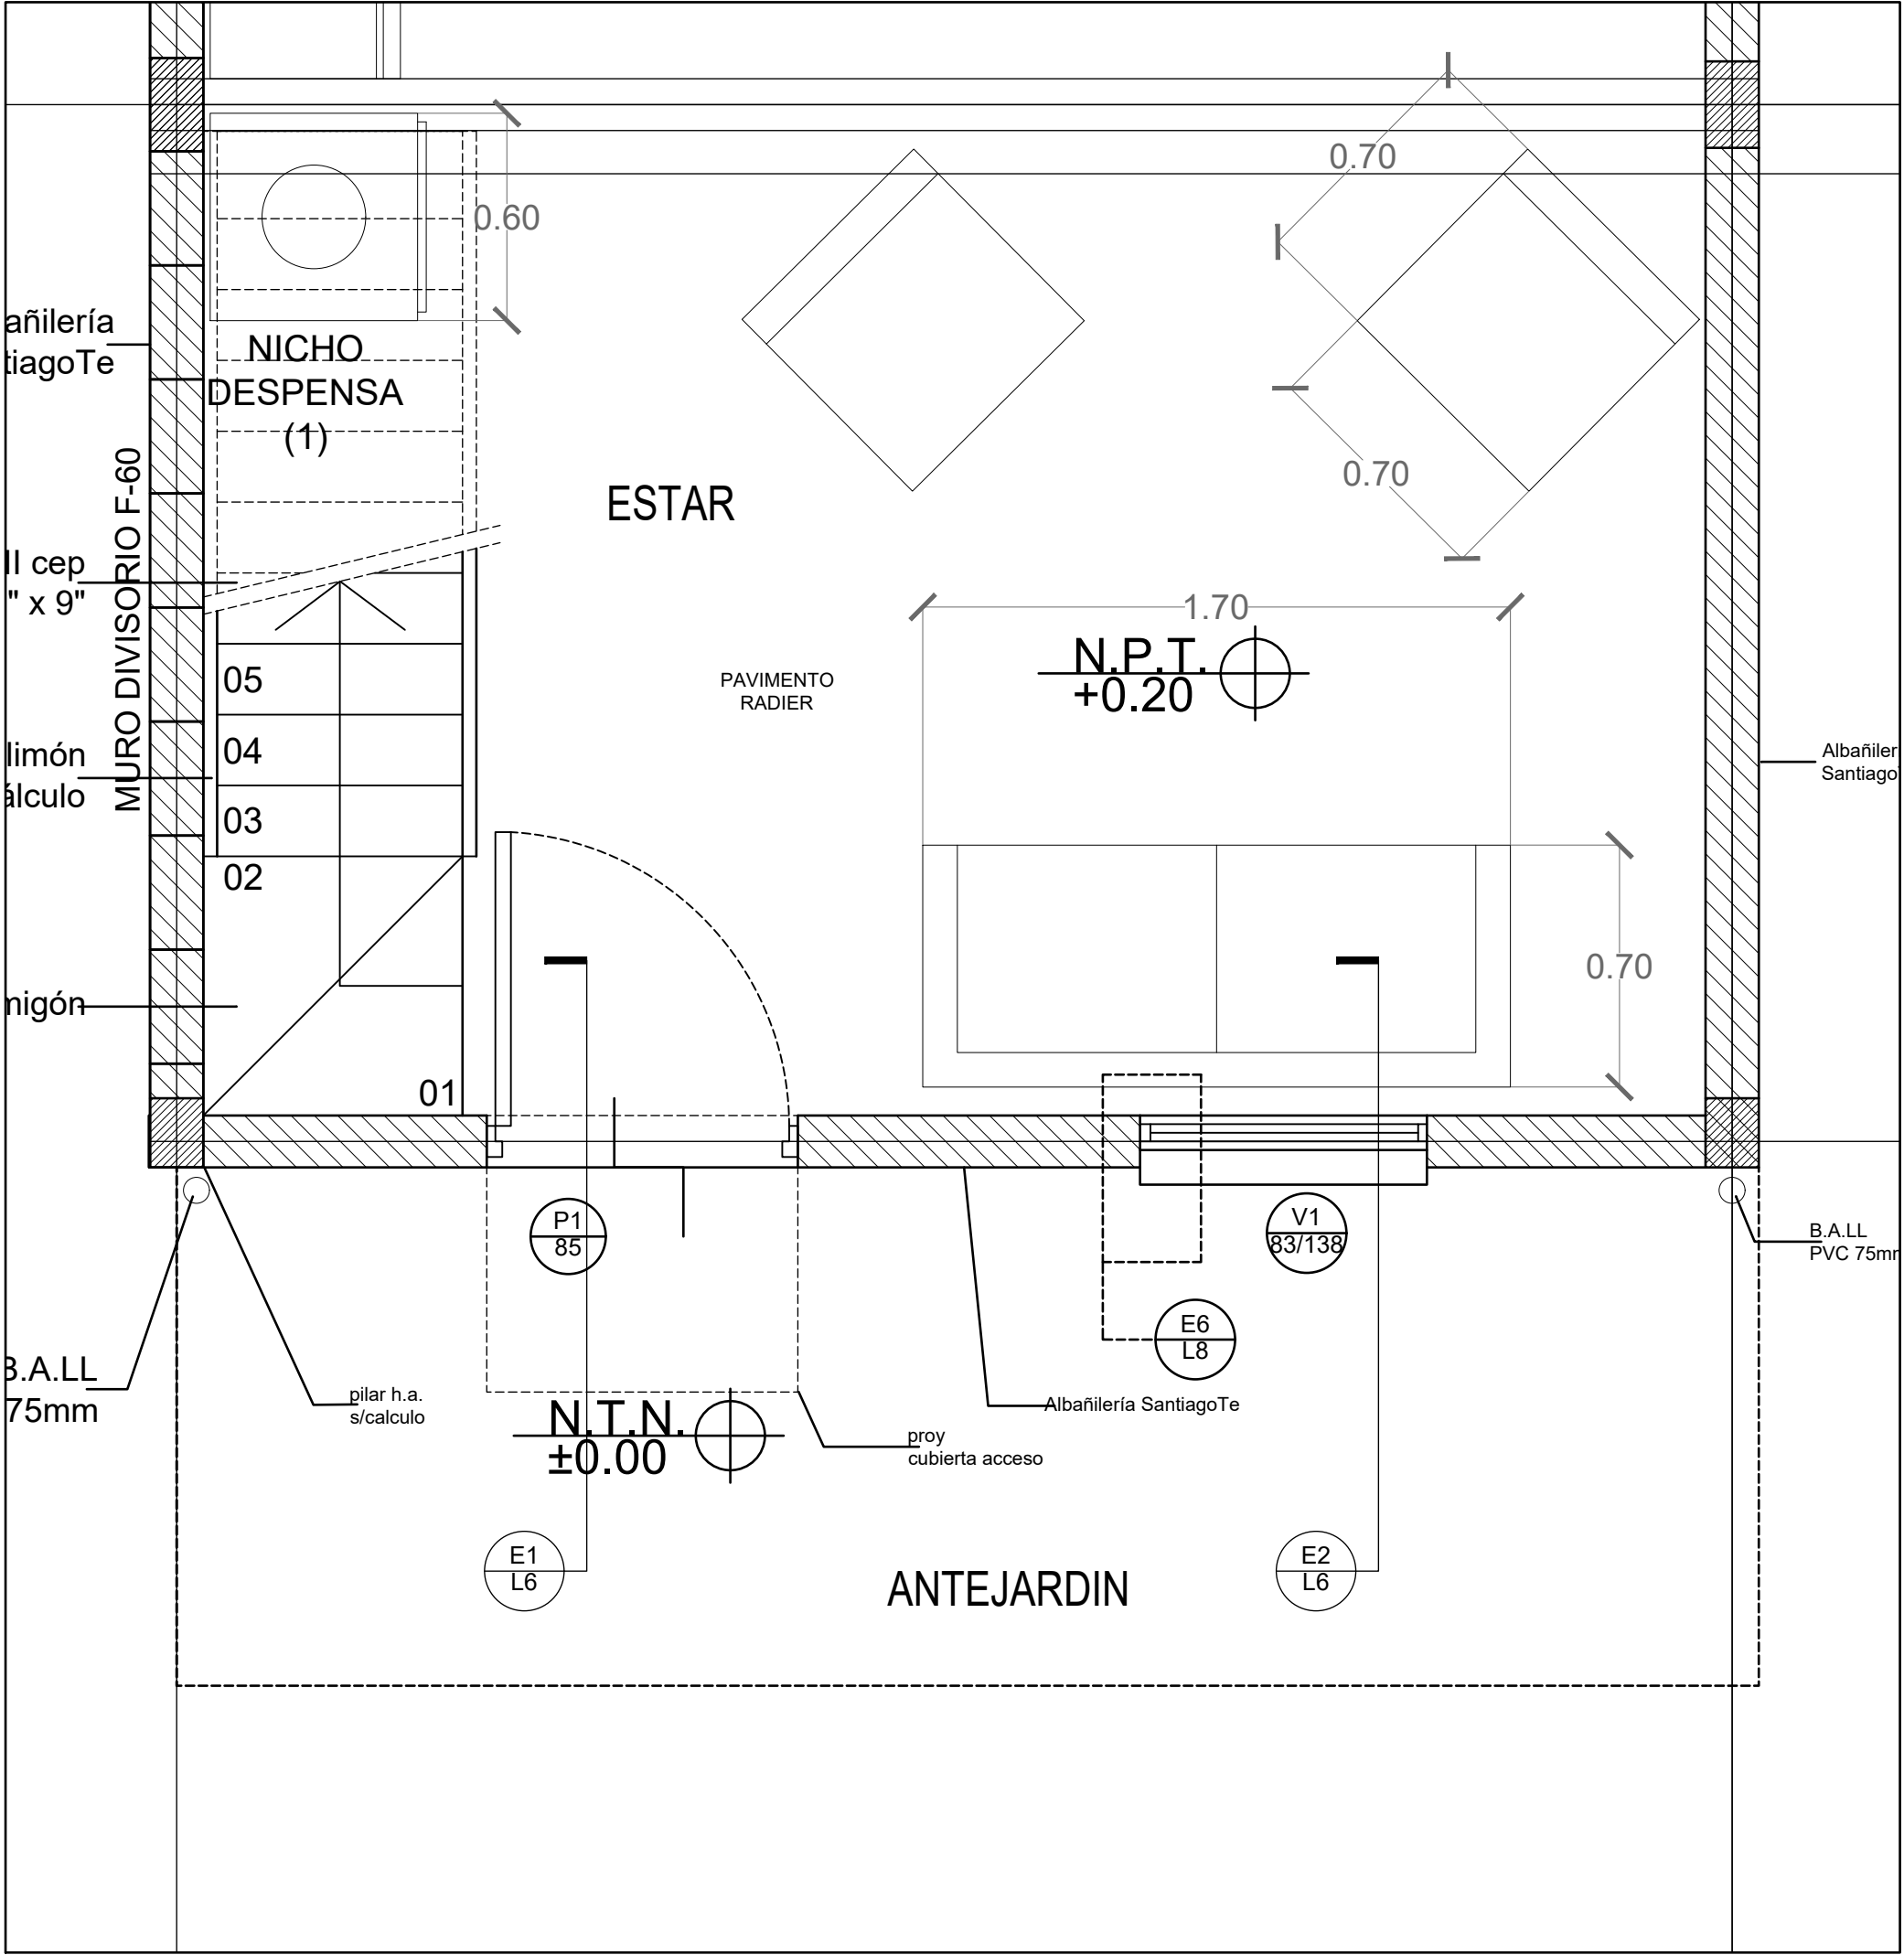 0.70
0.60
añilería
tiagoTe
NICHO
DESPENSA
(1)
MURO DIVISORIO F-60
ESTAR
0.70
ll cep
" x 9"
1.70
N.P.T.
+0.20
PAVIMENTO
RADIER
05
04
03
02
01
limón
álculo
Albañiler
Santiago
0.70
migón
P1
85
V1
83/138
B.A.LL
PVC 75mm
E6
L8
B.A.LL
75mm
pilar h.a.
s/calculo
N.T.N.
±0.00
Albañilería SantiagoTe
proy
cubierta acceso
E1
L6
E2
L6
ANTEJARDIN